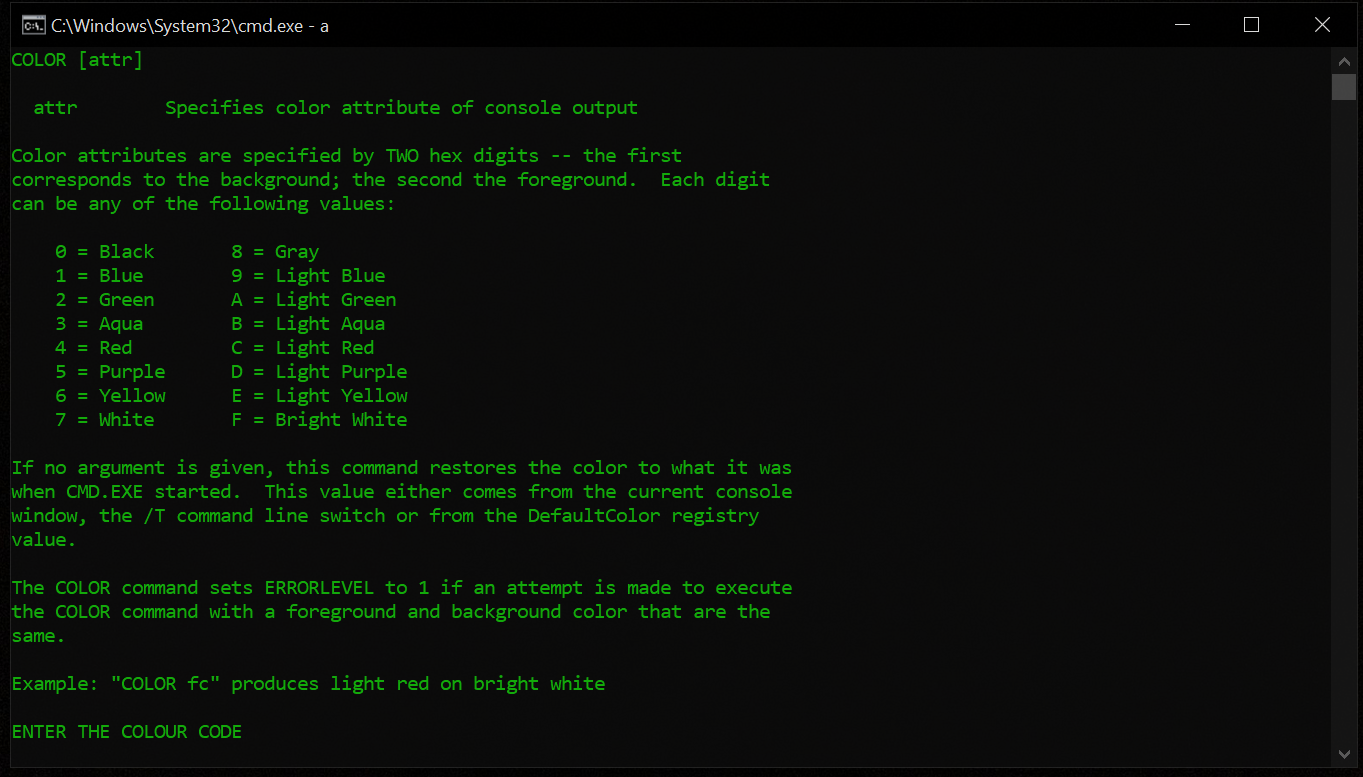 C:\Windows\System32\cmd.exe - a
COLOR [attr]
  attr        Specifies color attribute of console output
Color attributes are specified by TWO hex digits -- the first
corresponds to the background; the second the foreground.  Each digit
can be any of the following values:
    0 = Black       8 = Gray
    1 = Blue        9 = Light Blue
    2 = Green       A = Light Green
    3 = Aqua        B = Light Aqua
    4 = Red         C = Light Red
    5 = Purple      D = Light Purple
    6 = Yellow      E = Light Yellow
    7 = White       F = Bright White
If no argument is given, this command restores the color to what it was
when CMD.EXE started.  This value either comes from the current console
window, the /T command line switch or from the DefaultColor registry
value.
The COLOR command sets ERRORLEVEL to 1 if an attempt is made to execute
the COLOR command with a foreground and background color that are the
same.
Example: "COLOR fc" produces light red on bright white
ENTER THE COLOUR CODE